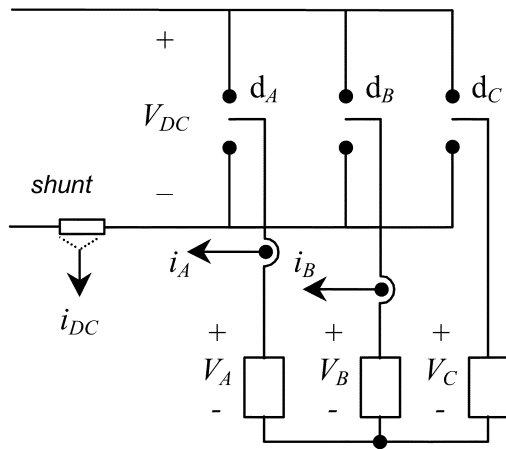 +
d_A
d_B
d_C
V_DC
shunt
–
i_A
i_B
i_DC
+
V_A
-
+
V_B
-
+
V_C
-